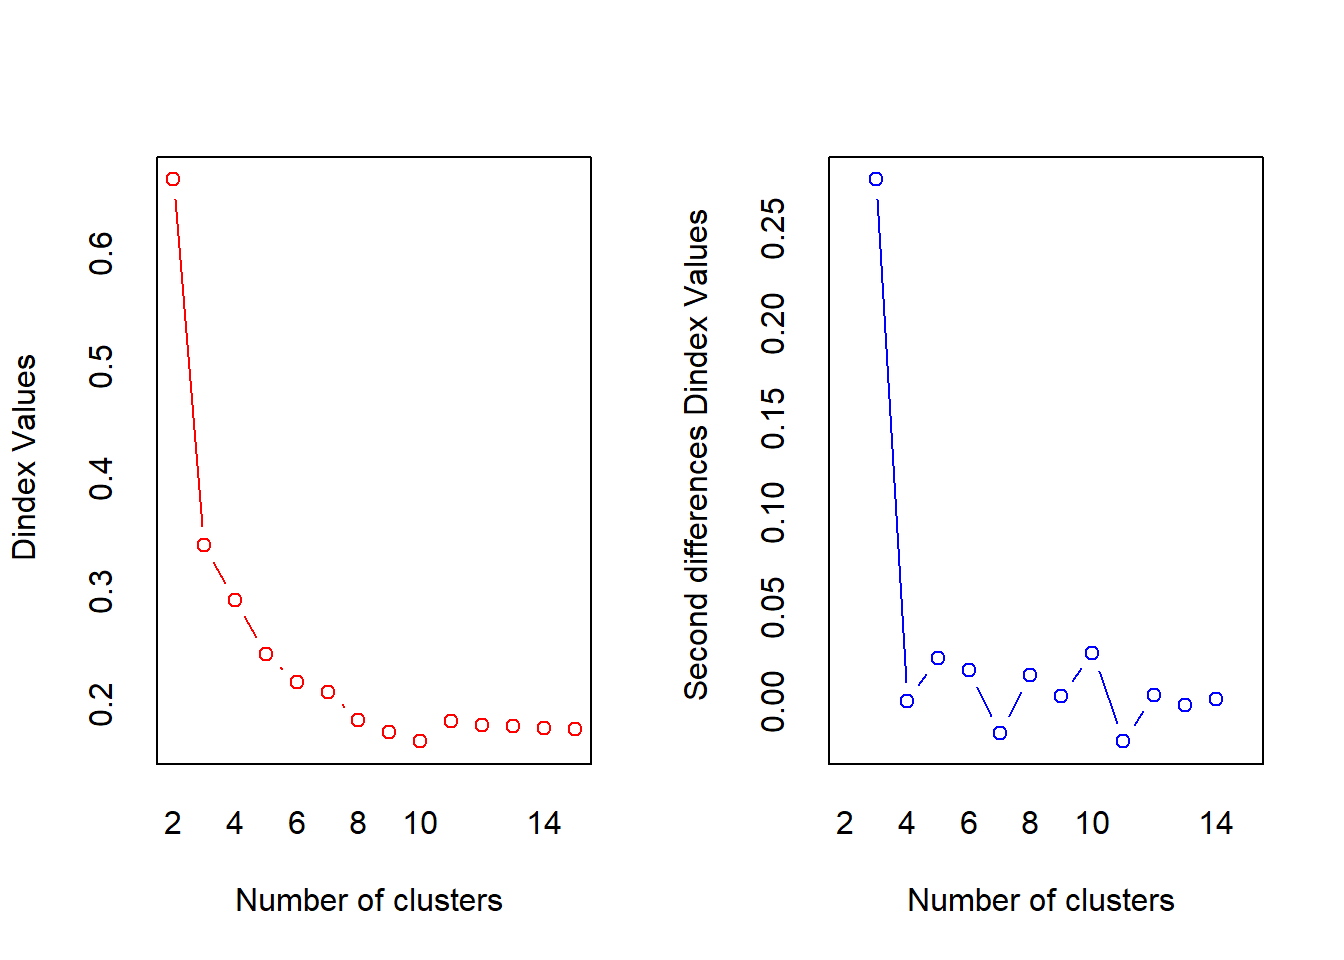 Dindex Values
0.6
0.5
0.4
0.3
0.2
2 4 6 8 10 14
Number of clusters
Second differences Dindex Values
0.25
0.20
0.15
0.10
0.05
0.00
2 4 6 8 10 14
Number of clusters